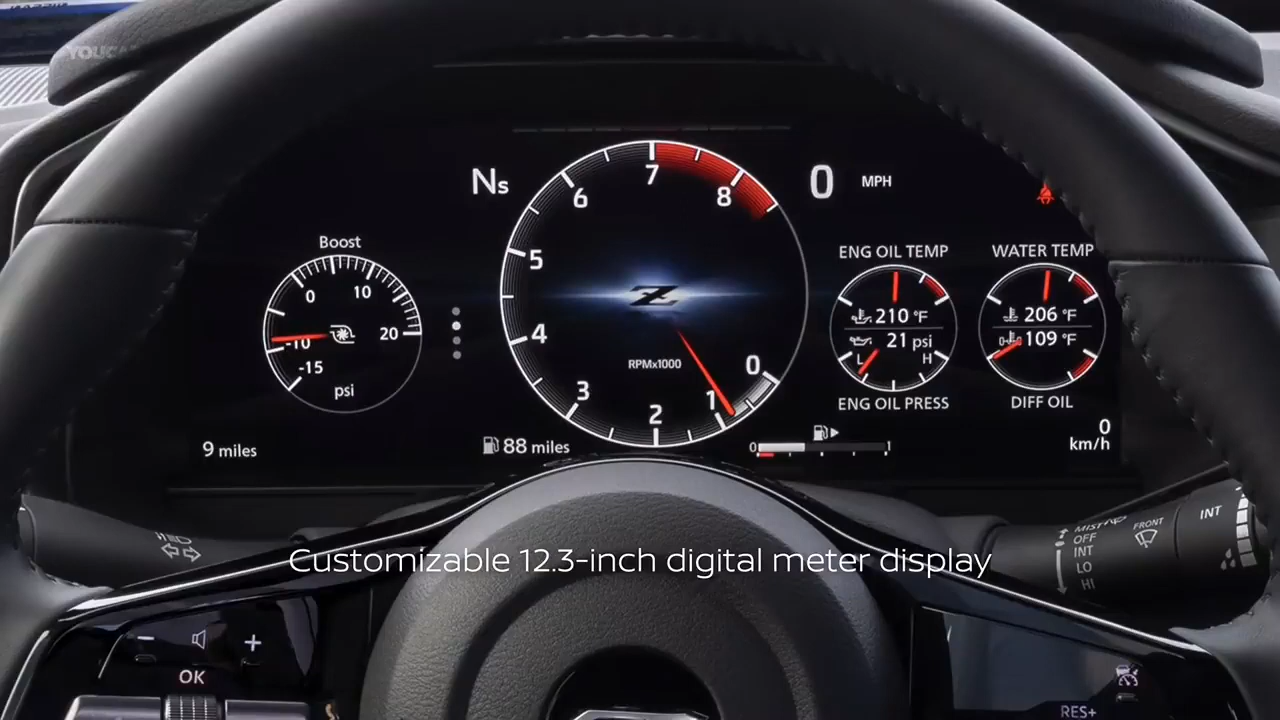 Ns
7
6
8
5
4
3
2
1
0
RPMx1000
Z
0 MPH
Boost
0
10
20
-10
-15
psi
ENG OIL TEMP
210 °F
21 psi
L
H
ENG OIL PRESS
WATER TEMP
206 °F
109 °F
DIFF OIL
9 miles
88 miles
0
1
0
km/h
Customizable 12.3-inch digital meter display
MIST
OFF
INT
LO
HI
FRONT
INT
− +
OK
RES+